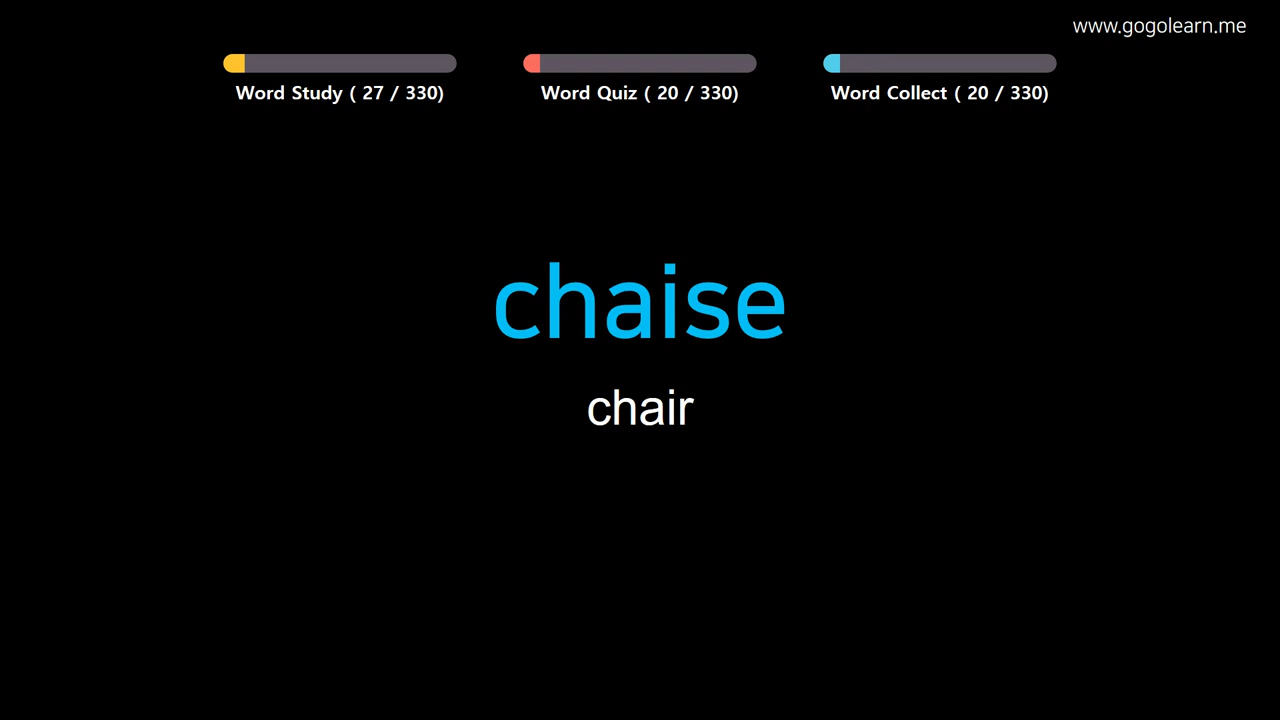 www.gogolearn.me
Word Study ( 27 / 330)
Word Quiz ( 20 / 330)
Word Collect ( 20 / 330)
chaise
chair